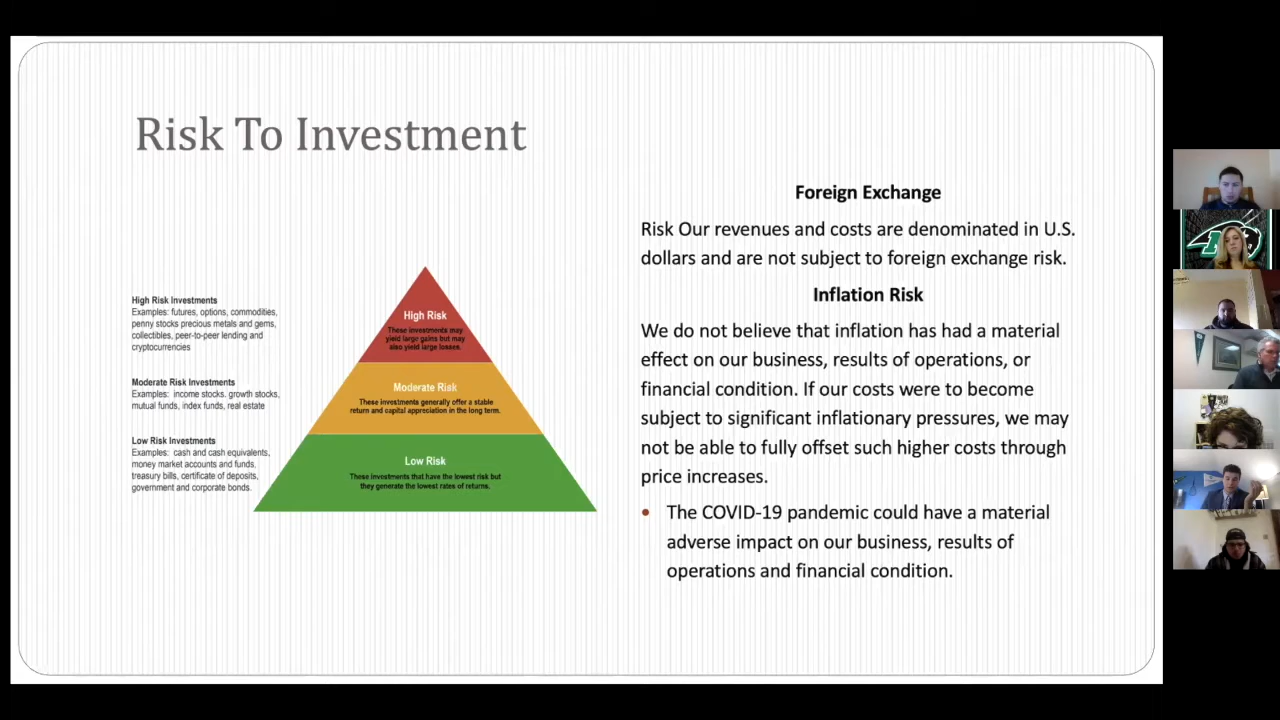 Risk To Investment
High Risk Investments
Examples: futures, options, commodities,
penny stocks precious metals and gems,
collectibles, peer-to-peer lending and
cryptocurrencies
Moderate Risk Investments
Examples: income stocks, growth stocks,
mutual funds, index funds, real estate
Low Risk Investments
Examples: cash and cash equivalents,
money market accounts and funds,
treasury bills, certificate of deposits,
government and corporate bonds.
High Risk
These investments may
yield large gains but may
also yield large losses.
Moderate Risk
These investments generally offer a stable
return and capital appreciation in the long term.
Low Risk
These investments that have the lowest risk but
they generate the lowest rates of returns.
Foreign Exchange
Risk Our revenues and costs are denominated in U.S.
dollars and are not subject to foreign exchange risk.
Inflation Risk
We do not believe that inflation has had a material
effect on our business, results of operations, or
financial condition. If our costs were to become
subject to significant inflationary pressures, we may
not be able to fully offset such higher costs through
price increases.
• The COVID-19 pandemic could have a material
adverse impact on our business, results of
operations and financial condition.